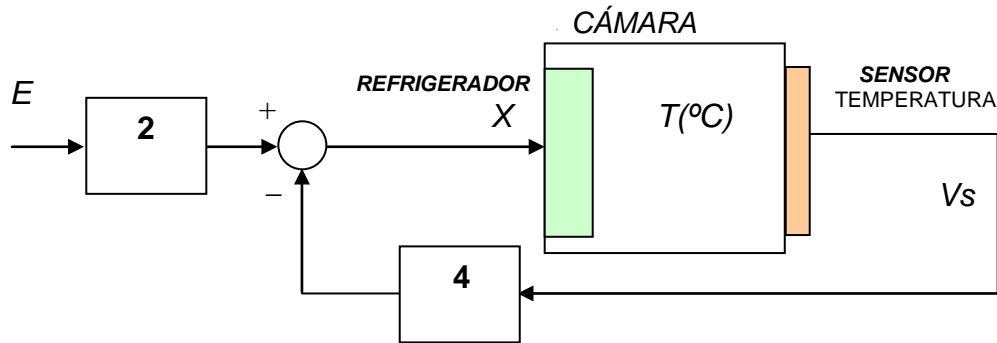 CÁMARA
E
2
+
REFRIGERADOR
X
T(ºC)
SENSOR
TEMPERATURA
−
Vs
4